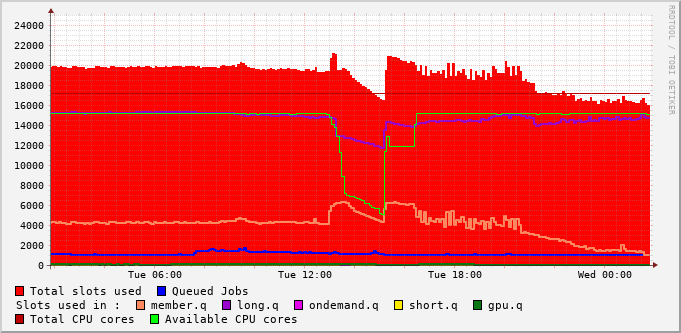 24000
22000
20000
18000
16000
14000
12000
10000
8000
6000
4000
2000
0
Tue 06:00 Tue 12:00 Tue 18:00 Wed 00:00
RRDTOOL / TOBI OETIKER
Total slots used Queued Jobs
Slots used in : member.q long.q ondemand.q short.q gpu.q
Total CPU cores Available CPU cores